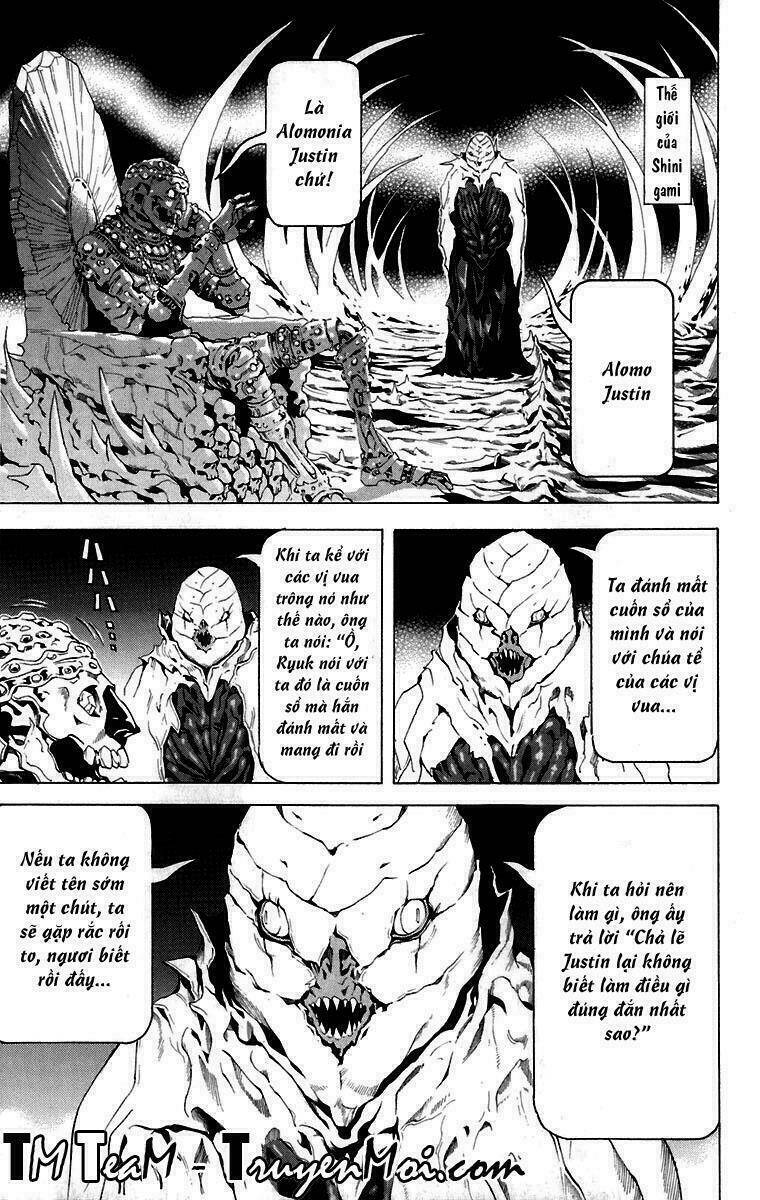 Thế
giới
của
Shini
gami
Alomo
Justin
Là
Alomonia
Justin
chứ!
Ta đánh mất
cuốn sổ của
mình và nói
với chúa tể
của các vị
vua...
Khi ta kể với
các vị vua
trông nó như
thế nào, ông
ta nói: “Ồ,
Ryuk nói với
ta đó là cuốn
sổ mà hắn
đánh mất và
mang đi rồi
Khi ta hỏi nên
làm gì, ông ấy
trả lời “Chả lẽ
Justin lại không
biết làm điều gì
đúng đắn nhất
sao?”
Nếu ta không
viết tên sớm
một chút, ta
sẽ gặp rắc rối
to, ngươi biết
rồi đấy...
TM TeaM - TruyenMoi.com